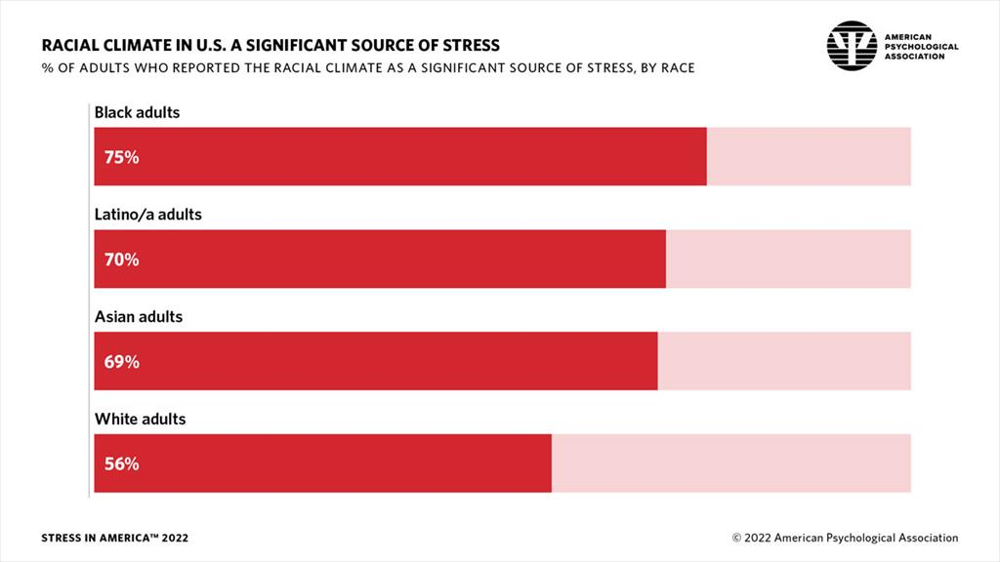 RACIAL CLIMATE IN U.S. A SIGNIFICANT SOURCE OF STRESS
% OF ADULTS WHO REPORTED THE RACIAL CLIMATE AS A SIGNIFICANT SOURCE OF STRESS, BY RACE
AMERICAN
PSYCHOLOGICAL
ASSOCIATION
Black adults
75%
Latino/a adults
70%
Asian adults
69%
White adults
56%
STRESS IN AMERICA™ 2022
© 2022 American Psychological Association